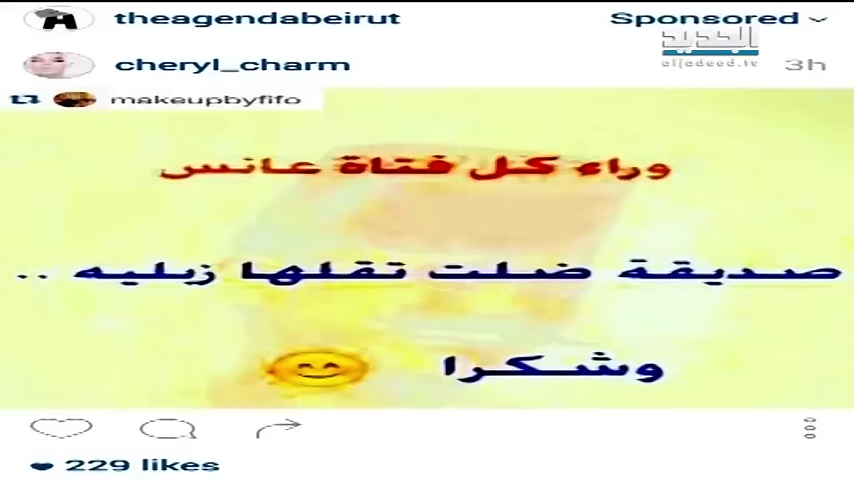 theagendabeirut
Sponsored
الجديد
aljadeed.tv
cheryl_charm
3h
makeupbyfifo
وراء كل فتاة عانس
صديقة ضلت تقلها زبليه ..
وشكرا
229 likes